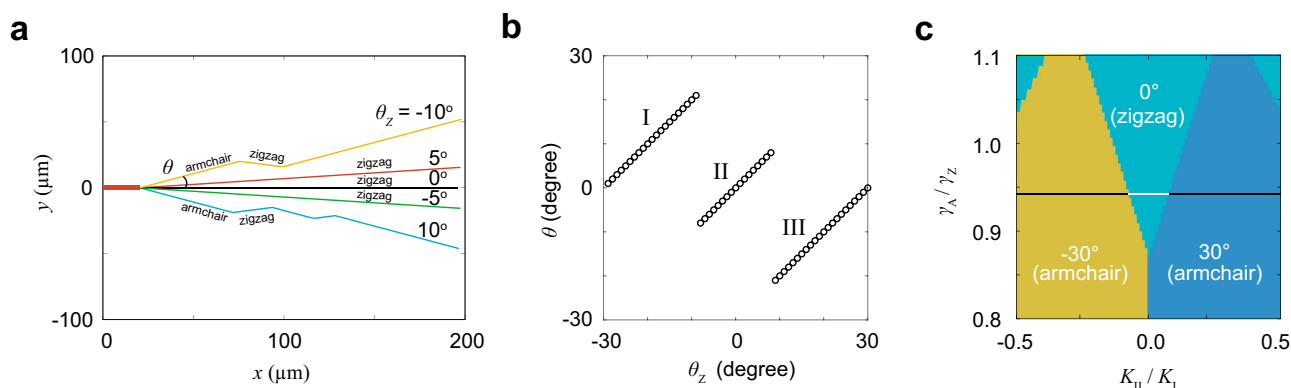 a
100
0
-100
y (μm)
0
100
200
x (μm)
θ
armchair
zigzag
θZ = -10°
zigzag
5°
zigzag
0°
zigzag
-5°
armchair
zigzag
10°
b
30
0
-30
θ (degree)
-30
0
30
θZ (degree)
I
II
III
c
1.1
1.0
0.9
0.8
γA / γZ
-0.5
0.0
0.5
KII / KI
0°
(zigzag)
-30°
(armchair)
30°
(armchair)